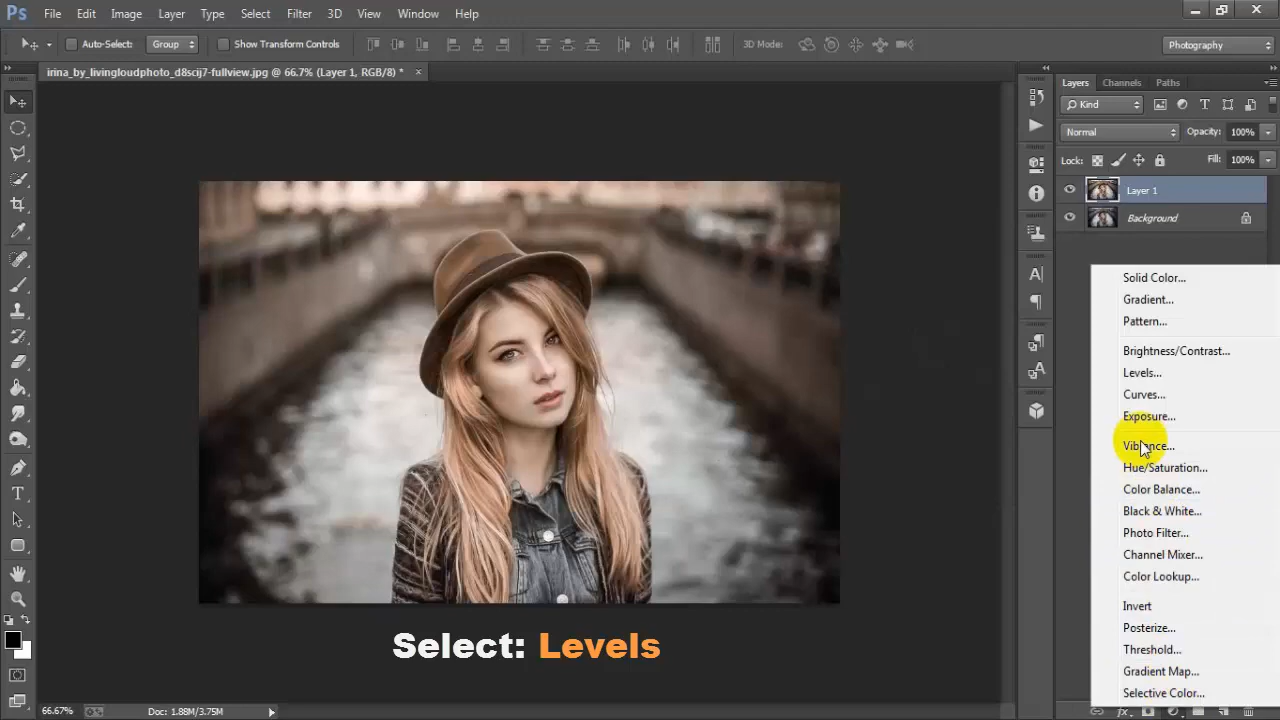 Ps File Edit Image Layer Type Select Filter 3D View Window Help
Auto-Select: Group Show Transform Controls 3D Mode: Photography
irina_by_livingloudphoto_d8scij7-fullview.jpg @ 66.7% (Layer 1, RGB/8) *
Layers Channels Paths
Kind
Normal Opacity: 100%
Lock: Fill: 100%
Layer 1
Background
Solid Color...
Gradient...
Pattern...
Brightness/Contrast...
Levels...
Curves...
Exposure...
Vibrance...
Hue/Saturation...
Color Balance...
Black & White...
Photo Filter...
Channel Mixer...
Color Lookup...
Invert
Posterize...
Threshold...
Gradient Map...
Selective Color...
Select: Levels
66.67% Doc: 1.88M/3.75M